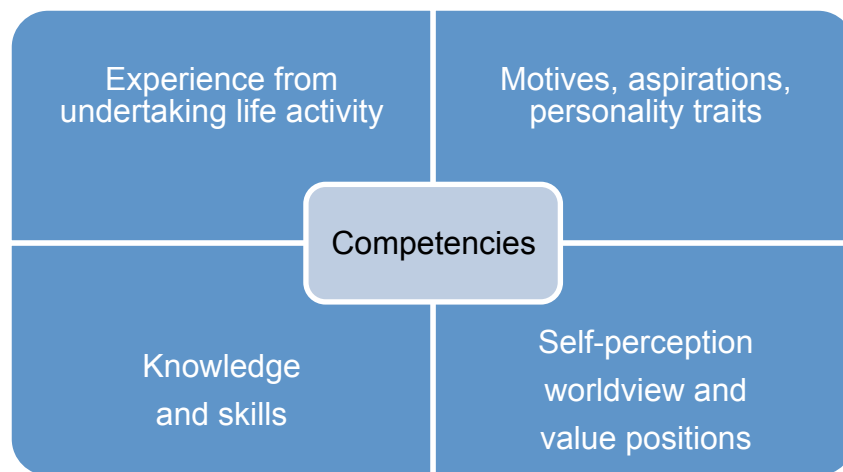 Experience from
undertaking life activity
Motives, aspirations,
personality traits
Competencies
Knowledge
and skills
Self-perception
worldview and
value positions